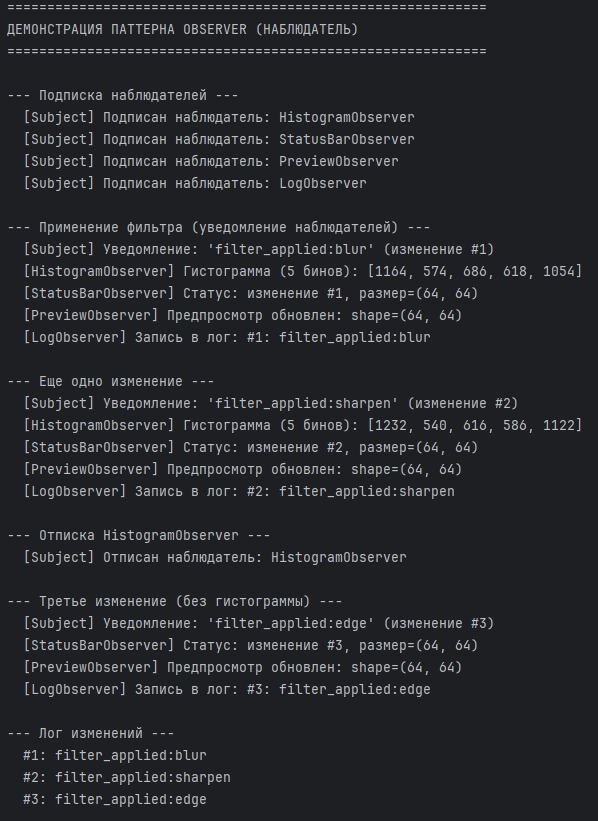 ============================================================
ДЕМОНСТРАЦИЯ ПАТТЕРНА OBSERVER (НАБЛЮДАТЕЛЬ)
============================================================
--- Подписка наблюдателей ---
[Subject] Подписан наблюдатель: HistogramObserver
[Subject] Подписан наблюдатель: StatusBarObserver
[Subject] Подписан наблюдатель: PreviewObserver
[Subject] Подписан наблюдатель: LogObserver
--- Применение фильтра (уведомление наблюдателей) ---
[Subject] Уведомление: 'filter_applied:blur' (изменение #1)
[HistogramObserver] Гистограмма (5 бинов): [1164, 574, 686, 618, 1054]
[StatusBarObserver] Статус: изменение #1, размер=(64, 64)
[PreviewObserver] Предпросмотр обновлен: shape=(64, 64)
[LogObserver] Запись в лог: #1: filter_applied:blur
--- Еще одно изменение ---
[Subject] Уведомление: 'filter_applied:sharpen' (изменение #2)
[HistogramObserver] Гистограмма (5 бинов): [1232, 540, 616, 586, 1122]
[StatusBarObserver] Статус: изменение #2, размер=(64, 64)
[PreviewObserver] Предпросмотр обновлен: shape=(64, 64)
[LogObserver] Запись в лог: #2: filter_applied:sharpen
--- Отписка HistogramObserver ---
[Subject] Отписан наблюдатель: HistogramObserver
--- Третье изменение (без гистограммы) ---
[Subject] Уведомление: 'filter_applied:edge' (изменение #3)
[StatusBarObserver] Статус: изменение #3, размер=(64, 64)
[PreviewObserver] Предпросмотр обновлен: shape=(64, 64)
[LogObserver] Запись в лог: #3: filter_applied:edge
--- Лог изменений ---
#1: filter_applied:blur
#2: filter_applied:sharpen
#3: filter_applied:edge